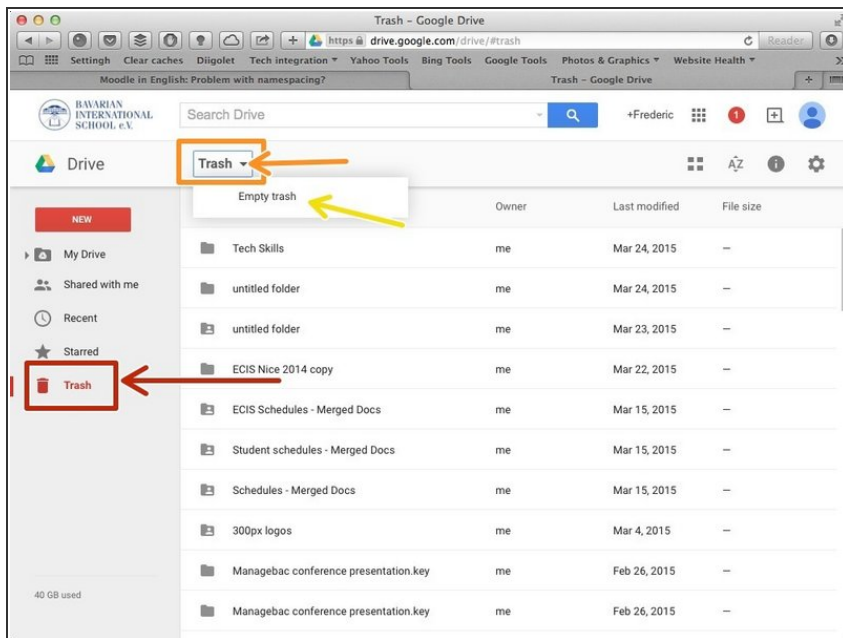 Trash – Google Drive
https drive.google.com/drive/#trash Reader
Settingh Clear caches Diigolet Tech integration Yahoo Tools Bing Tools Google Tools Photos & Graphics Website Health
Moodle in English: Problem with namespacing? Trash – Google Drive
BAVARIAN
INTERNATIONAL
SCHOOL e.V.
Search Drive +Frederic 1
Drive Trash AZ
Empty trash
Owner Last modified File size
NEW
My Drive
Shared with me
Recent
Starred
Trash
Tech Skills me Mar 24, 2015 –
untitled folder me Mar 24, 2015 –
untitled folder me Mar 23, 2015 –
ECIS Nice 2014 copy me Mar 22, 2015 –
ECIS Schedules - Merged Docs me Mar 15, 2015 –
Student schedules - Merged Docs me Mar 15, 2015 –
Schedules - Merged Docs me Mar 15, 2015 –
300px logos me Mar 4, 2015 –
Managebac conference presentation.key me Feb 26, 2015 –
Managebac conference presentation.key me Feb 26, 2015 –
40 GB used